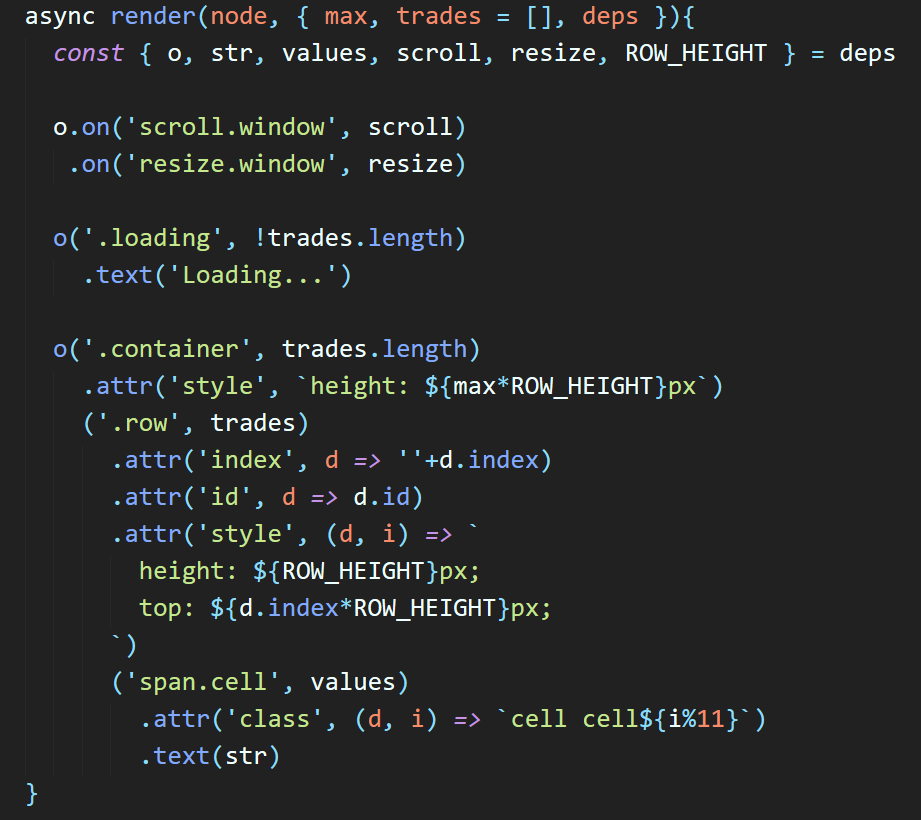 async render(node, { max, trades = [], deps }){
  const { o, str, values, scroll, resize, ROW_HEIGHT } = deps

  o.on('scroll.window', scroll)
   .on('resize.window', resize)

  o('.loading', !trades.length)
    .text('Loading...')

  o('.container', trades.length)
    .attr('style', `height: ${max*ROW_HEIGHT}px`)
    ('.row', trades)
      .attr('index', d => ''+d.index)
      .attr('id', d => d.id)
      .attr('style', (d, i) => `
        height: ${ROW_HEIGHT}px;
        top: ${d.index*ROW_HEIGHT}px;
      `)
      ('span.cell', values)
        .attr('class', (d, i) => `cell cell${i%11}`)
        .text(str)
}